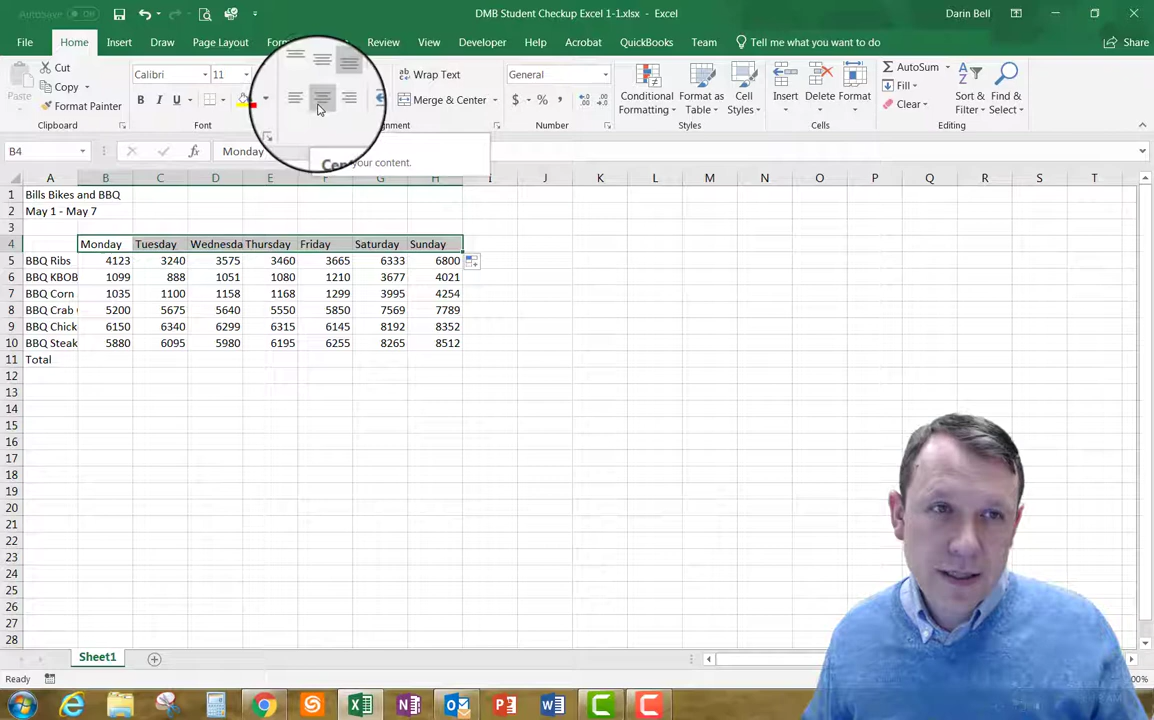 AutoSave Off DMB Student Checkup Excel 1-1.xlsx - Excel Darin Bell
File Home Insert Draw Page Layout Review View Developer Help Acrobat QuickBooks Team Tell me what you want to do Share
Cut Calibri 11 Wrap Text General AutoSum
Paste Copy B I U Merge & Center $ % Conditional Formatting Format as Table Cell Styles Insert Delete Format Fill Sort & Filter Find & Select
Format Painter Clear
Clipboard Font Number Styles Cells Editing
B4 fx Monday
your content.
A B C D E F G H I J K L M N O P Q R S T
1 Bills Bikes and BBQ
2 May 1 - May 7
3
4 Monday Tuesday Wednesda Thursday Friday Saturday Sunday
5 BBQ Ribs 4123 3240 3575 3460 3665 6333 6800
6 BBQ KBOB 1099 888 1051 1080 1210 3677 4021
7 BBQ Corn 1035 1100 1158 1168 1299 3995 4254
8 BBQ Crab 5200 5675 5640 5550 5850 7569 7789
9 BBQ Chick 6150 6340 6299 6315 6145 8192 8352
10 BBQ Steak 5880 6095 5980 6195 6255 8265 8512
11 Total
12
13
14
15
16
17
18
19
20
21
22
23
24
25
26
27
28
Sheet1
Ready 100%